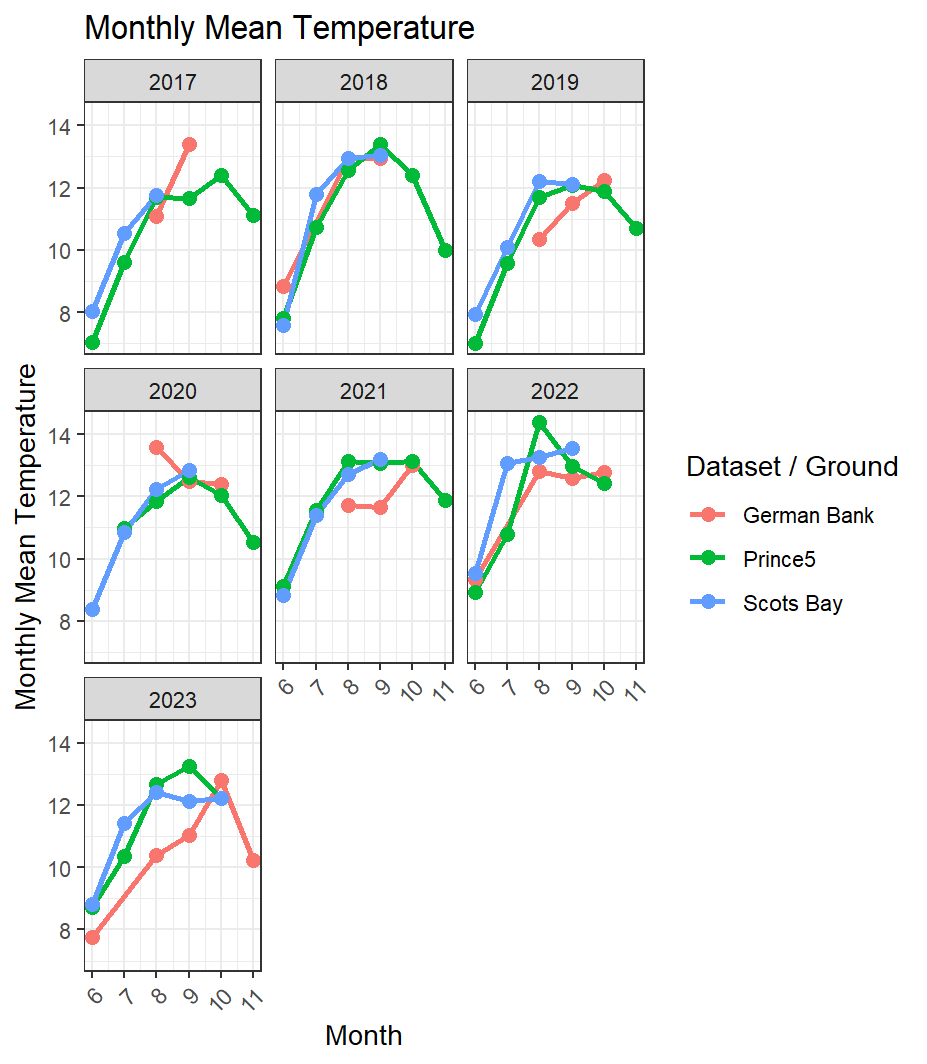 Monthly Mean Temperature
2017 2018 2019
14
12
10
8
2020 2021 2022
14
12
10
8
6 7 8 9 10 11 6 7 8 9 10 11
2023
14
12
10
8
6 7 8 9 10 11
Month
Monthly Mean Temperature
Dataset / Ground
German Bank
Prince5
Scots Bay